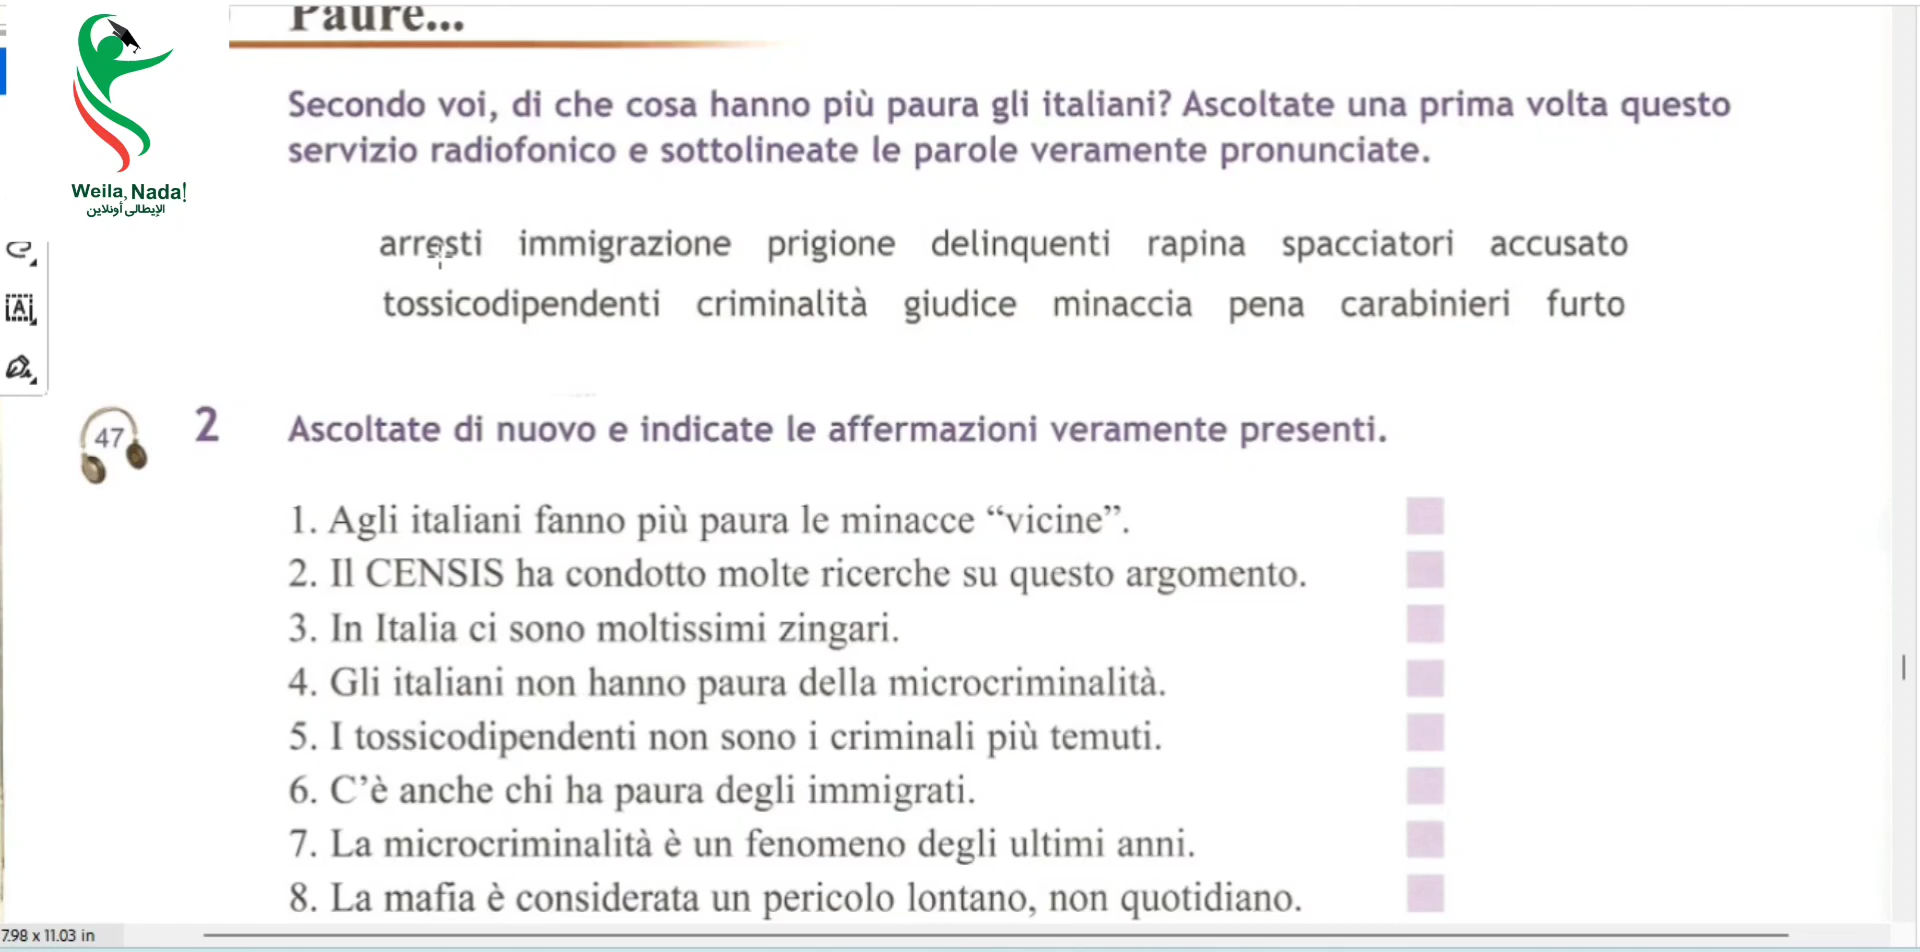 Paure...
Secondo voi, di che cosa hanno più paura gli italiani? Ascoltate una prima volta questo
servizio radiofonico e sottolineate le parole veramente pronunciate.
Weila, Nada!
الإيطالى أونلاين
arresti immigrazione prigione delinquenti rapina spacciatori accusato
tossicodipendenti criminalità giudice minaccia pena carabinieri furto
A
47 2 Ascoltate di nuovo e indicate le affermazioni veramente presenti.
1. Agli italiani fanno più paura le minacce “vicine”.
2. Il CENSIS ha condotto molte ricerche su questo argomento.
3. In Italia ci sono moltissimi zingari.
4. Gli italiani non hanno paura della microcriminalità.
5. I tossicodipendenti non sono i criminali più temuti.
6. C’è anche chi ha paura degli immigrati.
7. La microcriminalità è un fenomeno degli ultimi anni.
8. La mafia è considerata un pericolo lontano, non quotidiano.
7.98 x 11.03 in